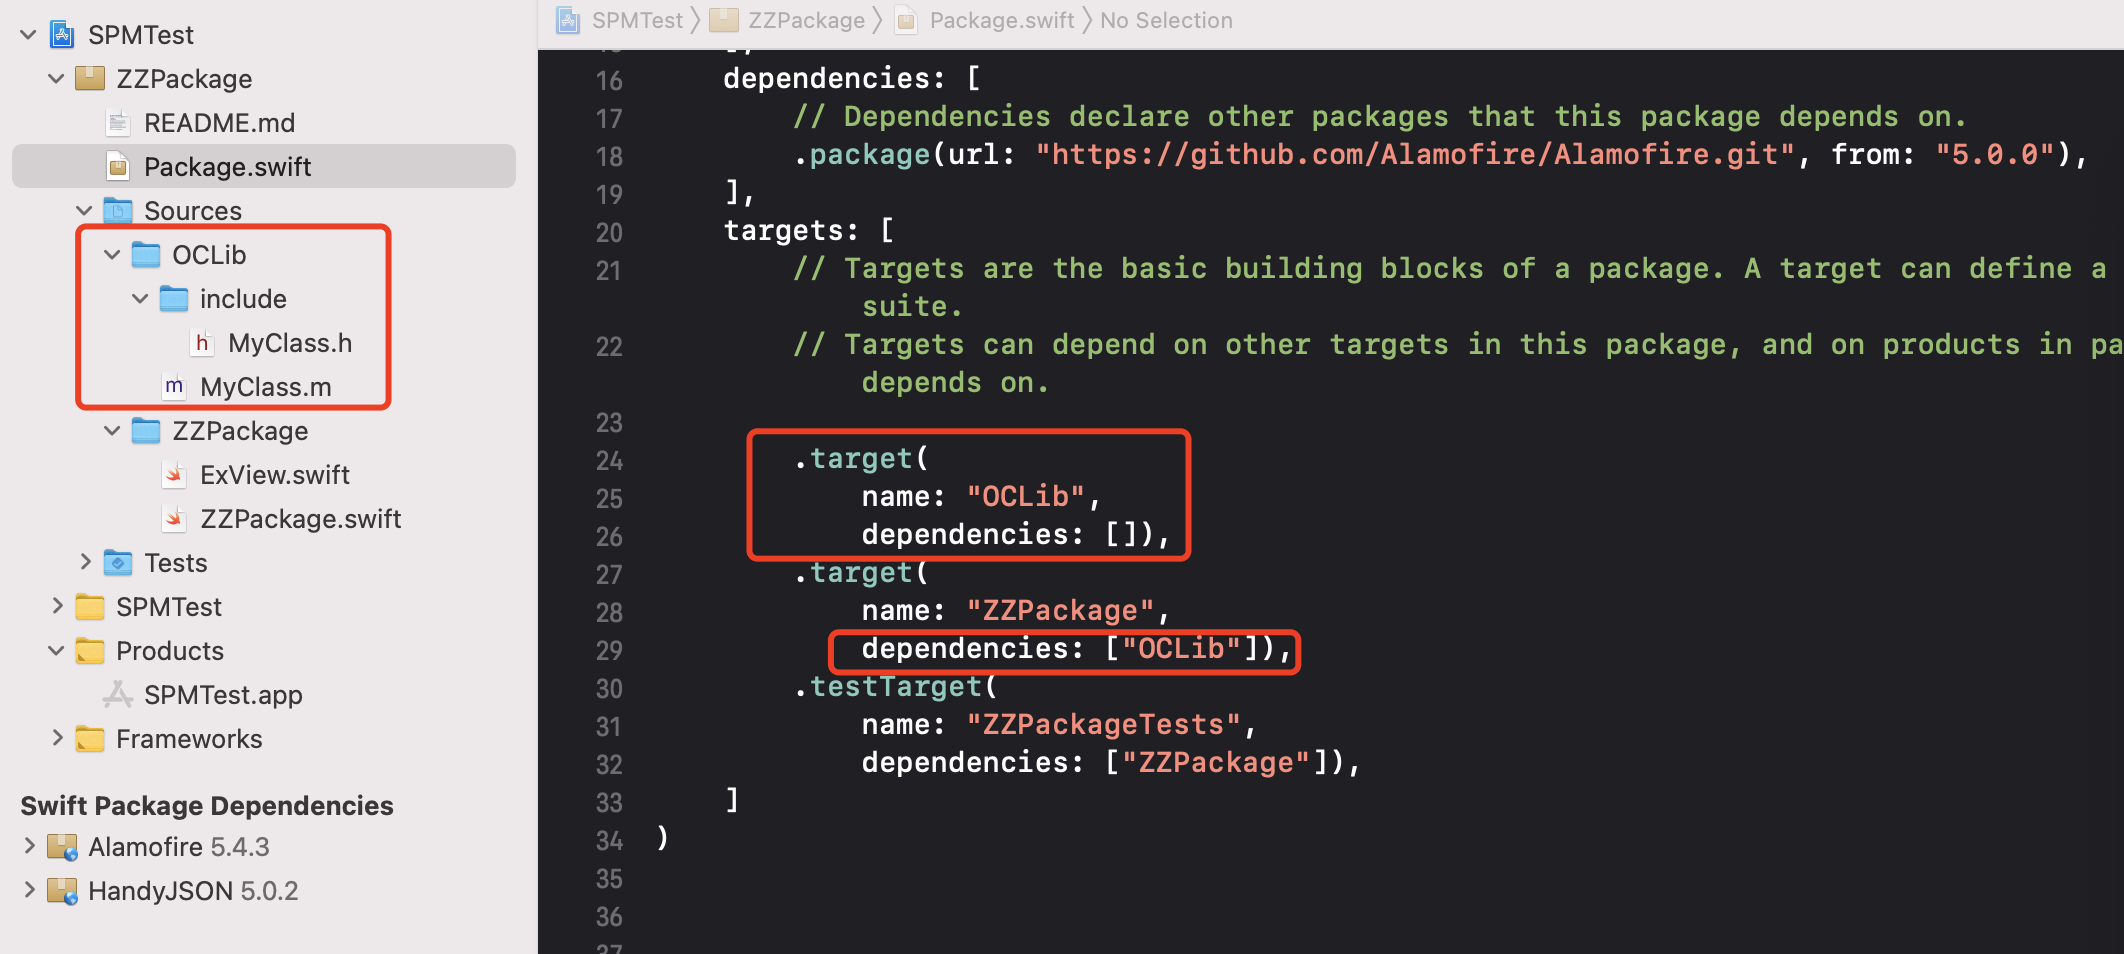 SPMTest
ZZPackage
README.md
Package.swift
Sources
OCLib
include
h MyClass.h
m MyClass.m
ZZPackage
ExView.swift
ZZPackage.swift
Tests
SPMTest
Products
SPMTest.app
Frameworks
Swift Package Dependencies
Alamofire 5.4.3
HandyJSON 5.0.2
SPMTest ZZPackage Package.swift No Selection
16 dependencies: [
17 // Dependencies declare other packages that this package depends on.
18 .package(url: "https://github.com/Alamofire/Alamofire.git", from: "5.0.0"),
19 ],
20 targets: [
21 // Targets are the basic building blocks of a package. A target can define a
suite.
22 // Targets can depend on other targets in this package, and on products in pa
depends on.
23
24 .target(
25 name: "OCLib",
26 dependencies: []),
27 .target(
28 name: "ZZPackage",
29 dependencies: ["OCLib"]),
30 .testTarget(
31 name: "ZZPackageTests",
32 dependencies: ["ZZPackage"]),
33 ]
34 )
35
36
37